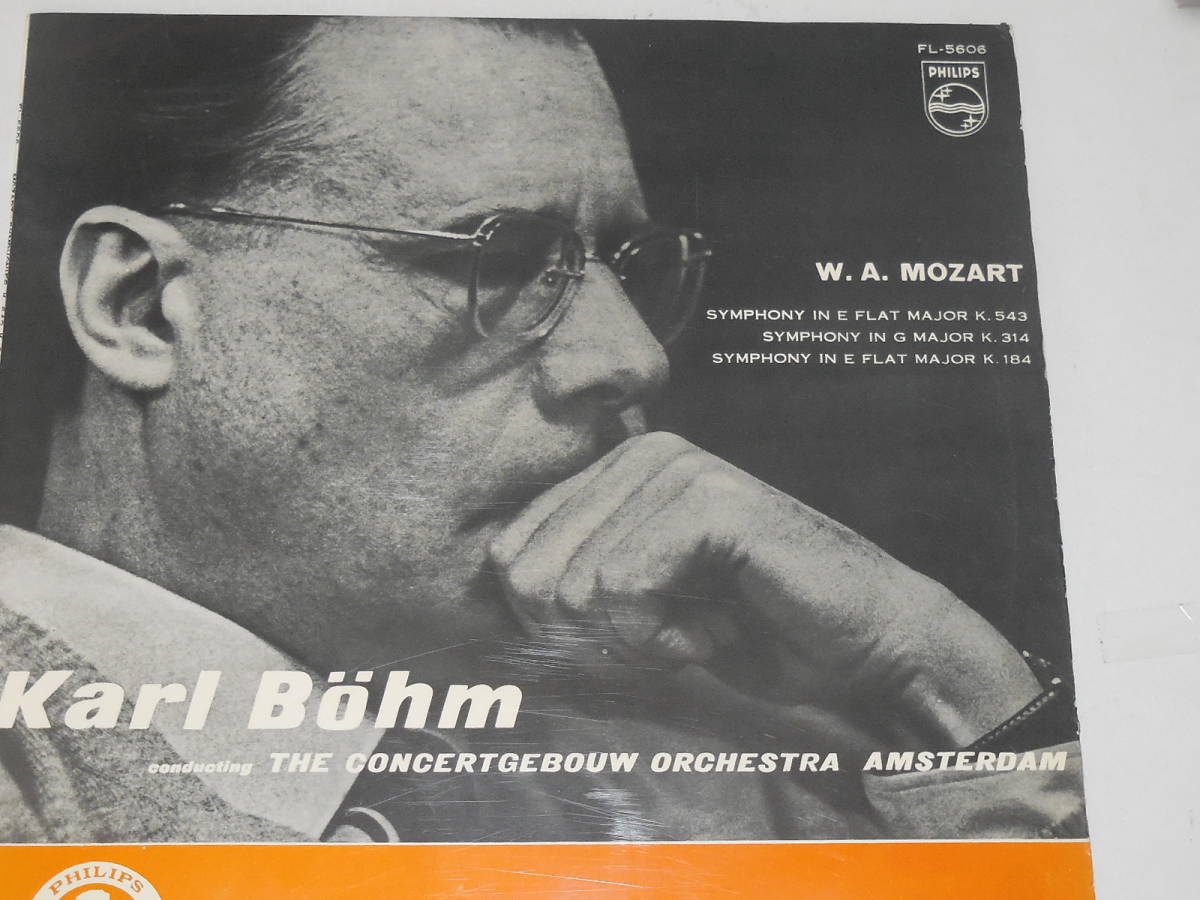 FL-5606
PHILIPS
W. A. MOZART
SYMPHONY IN E FLAT MAJOR K. 543
SYMPHONY IN G MAJOR K. 314
SYMPHONY IN E FLAT MAJOR K. 184
Karl Böhm
conducting THE CONCERTGEBOUW ORCHESTRA AMSTERDAM
PHILIPS